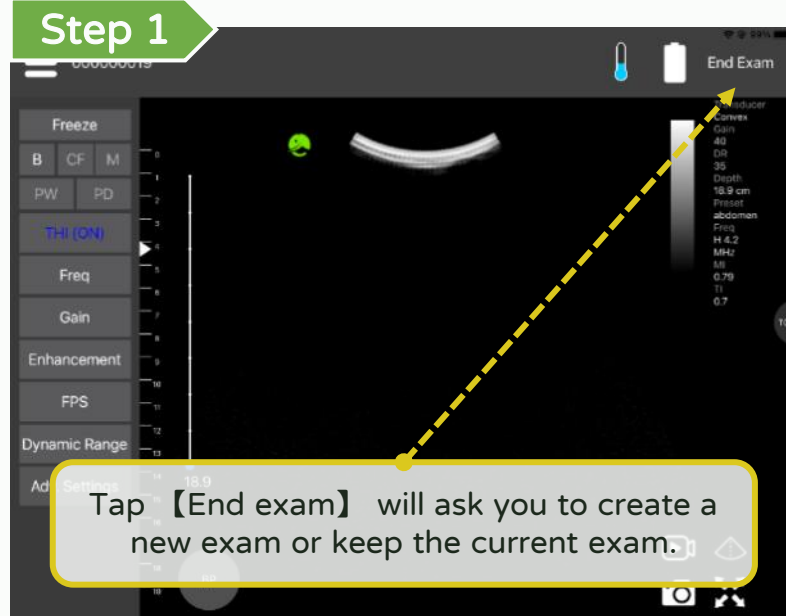 Step 1
99%
End Exam
Transducer
Convex
Gain
40
DR
35
Depth
18.9 cm
Preset
abdomen
Freq
H 4.2
MHz
MI
0.79
TI
0.7
Freeze
B CF M
PW PD
THI (ON)
Freq
Gain
Enhancement
FPS
Dynamic Range
18.9
Tap 【End exam】 will ask you to create a
new exam or keep the current exam.